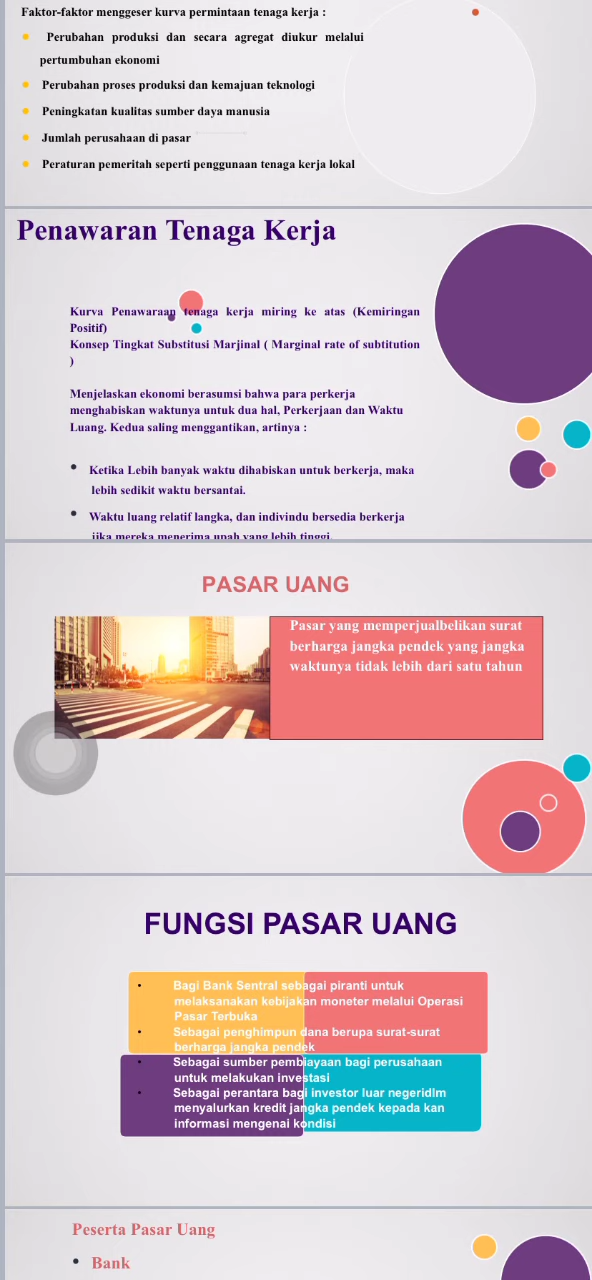 Faktor-faktor menggeser kurva permintaan tenaga kerja :
Perubahan produksi dan secara agregat diukur melalui
pertumbuhan ekonomi
Perubahan proses produksi dan kemajuan teknologi
Peningkatan kualitas sumber daya manusia
Jumlah perusahaan di pasar
Peraturan pemeritah seperti penggunaan tenaga kerja lokal
Penawaran Tenaga Kerja
Kurva Penawaraan tenaga kerja miring ke atas (Kemiringan
Positif)
Konsep Tingkat Substitusi Marjinal ( Marginal rate of subtitution
)
Menjelaskan ekonomi berasumsi bahwa para perkerja
menghabiskan waktunya untuk dua hal, Perkerjaan dan Waktu
Luang. Kedua saling menggantikan, artinya :
Ketika Lebih banyak waktu dihabiskan untuk berkerja, maka
lebih sedikit waktu bersantai.
Waktu luang relatif langka, dan indivindu bersedia berkerja
jika mereka menerima upah yang lebih tinggi.
PASAR UANG
Pasar yang memperjualbelikan surat
berharga jangka pendek yang jangka
waktunya tidak lebih dari satu tahun
FUNGSI PASAR UANG
Bagi Bank Sentral sebagai piranti untuk
melaksanakan kebijakan moneter melalui Operasi
Pasar Terbuka
Sebagai penghimpun dana berupa surat-surat
berharga jangka pendek
Sebagai sumber pembiayaan bagi perusahaan
untuk melakukan investasi
Sebagai perantara bagi investor luar negeridlm
menyalurkan kredit jangka pendek kepada kan
informasi mengenai kondisi
Peserta Pasar Uang
Bank